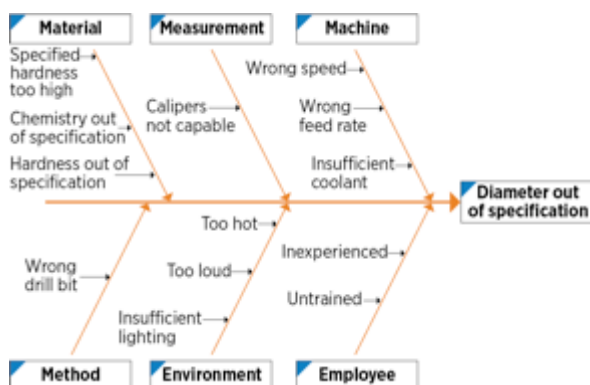 Material
Measurement
Machine
Specified
hardness
too high
Chemistry out
of specification
Hardness out of
specification
Calipers
not capable
Wrong speed
Wrong
feed rate
Insufficient
coolant
Diameter out
of specification
Wrong
drill bit
Too hot
Too loud
Insufficient
lighting
Inexperienced
Untrained
Method
Environment
Employee